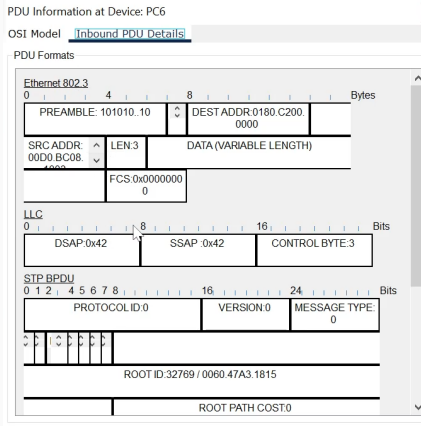 PDU Information at Device: PC6
OSI Model Inbound PDU Details
PDU Formats
Ethernet 802.3
0 4 8 Bytes
PREAMBLE: 101010..10 DEST ADDR:0180.C200.
0000
SRC ADDR: LEN:3 DATA (VARIABLE LENGTH)
00D0.BC08.
FCS:0x0000000
0
LLC
0 8 16 Bits
DSAP:0x42 SSAP :0x42 CONTROL BYTE:3
STP BPDU
0 1 2 4 5 6 7 8 16 24 Bits
PROTOCOL ID:0 VERSION:0 MESSAGE TYPE:
0
ROOT ID:32769 / 0060.47A3.1815
ROOT PATH COST:0